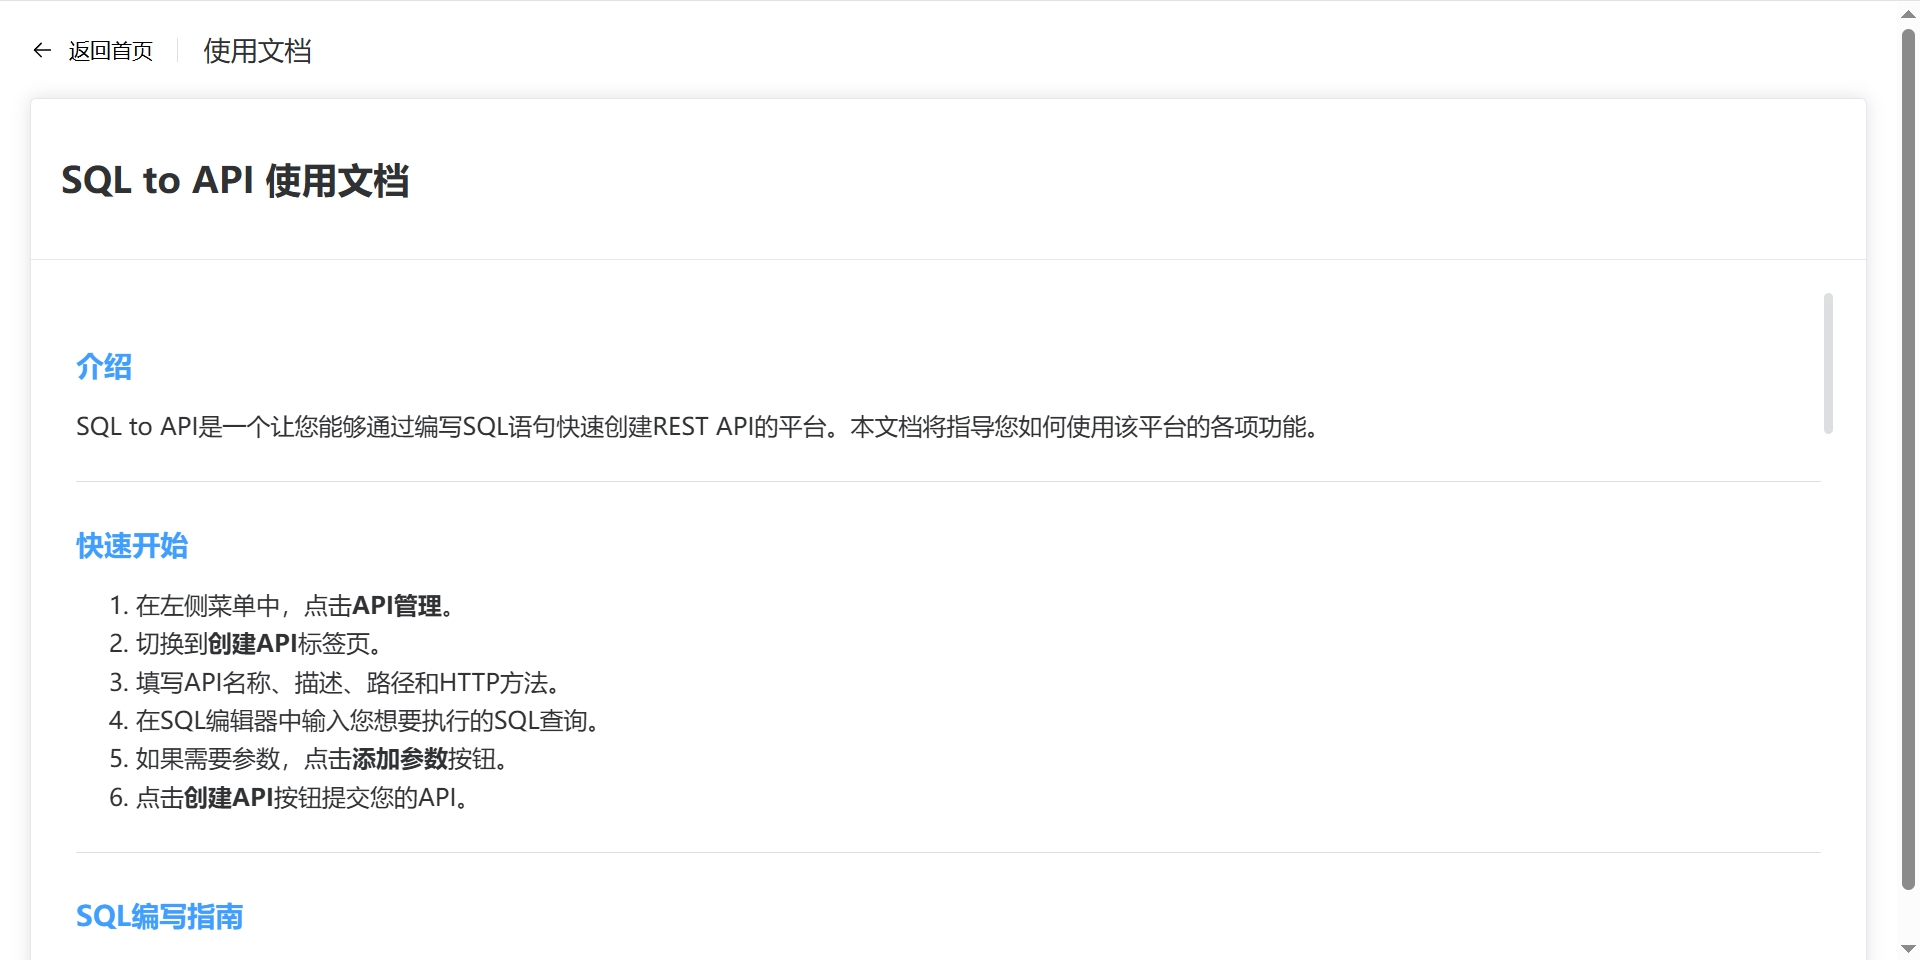 返回首页
使用文档
SQL to API 使用文档
介绍
SQL to API是一个让您能够通过编写SQL语句快速创建REST API的平台。本文档将指导您如何使用该平台的各项功能。
快速开始
1. 在左侧菜单中，点击API管理。
2. 切换到创建API标签页。
3. 填写API名称、描述、路径和HTTP方法。
4. 在SQL编辑器中输入您想要执行的SQL查询。
5. 如果需要参数，点击添加参数按钮。
6. 点击创建API按钮提交您的API。
SQL编写指南